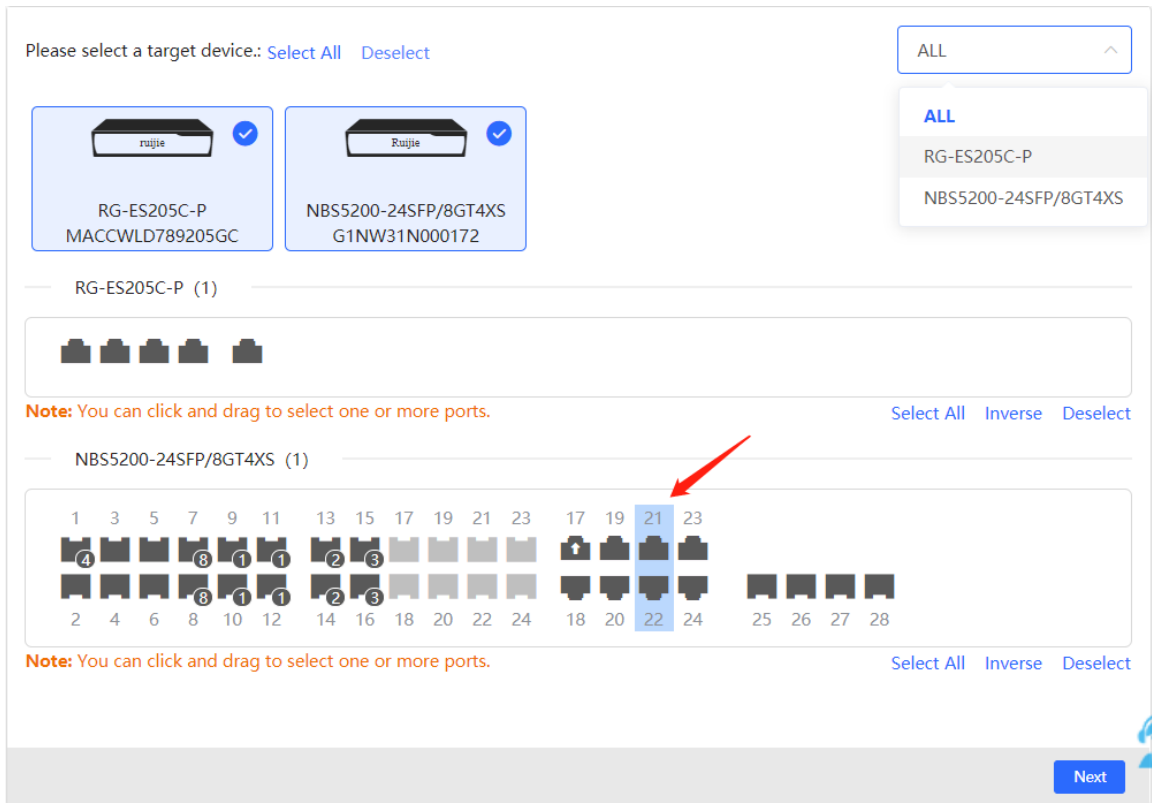 Please select a target device.: Select All Deselect
ALL
ALL
RG-ES205C-P
NBS5200-24SFP/8GT4XS
ruijie
Ruijie
RG-ES205C-P
MACCWLD789205GC
NBS5200-24SFP/8GT4XS
G1NW31N000172
RG-ES205C-P (1)
Note: You can click and drag to select one or more ports.
Select All Inverse Deselect
NBS5200-24SFP/8GT4XS (1)
1 3 5 7 9 11 13 15 17 19 21 23 17 19 21 23
4 8 1 1 2 3
8 1 1 2 3
2 4 6 8 10 12 14 16 18 20 22 24 18 20 22 24 25 26 27 28
Note: You can click and drag to select one or more ports.
Select All Inverse Deselect
Next